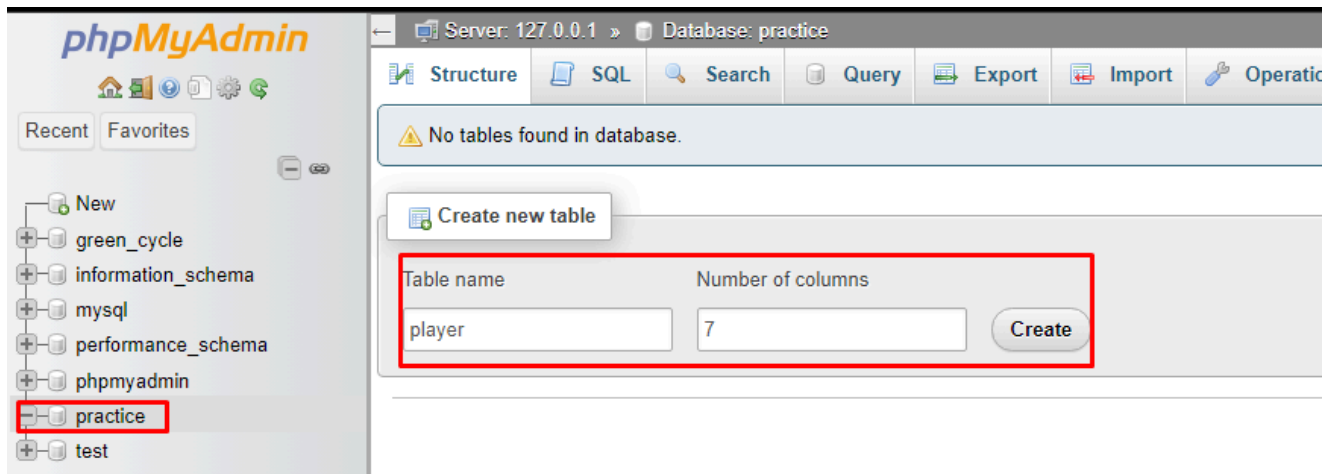 phpMyAdmin
Recent Favorites
New
green_cycle
information_schema
mysql
performance_schema
phpmyadmin
practice
test
Server: 127.0.0.1 » Database: practice
Structure SQL Search Query Export Import Operatio
No tables found in database.
Create new table
Table name Number of columns
player 7 Create